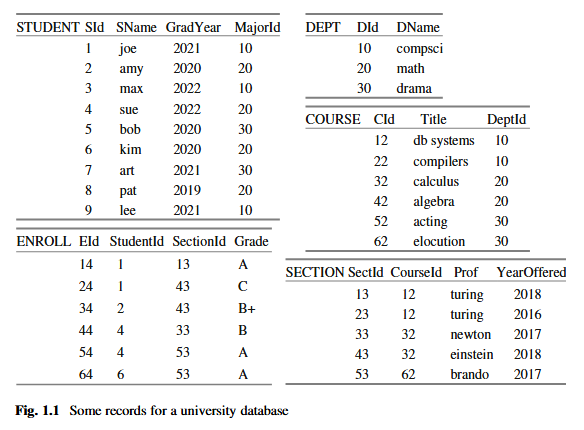 STUDENT SId SName GradYear MajorId
1 joe 2021 10
2 amy 2020 20
3 max 2022 10
4 sue 2022 20
5 bob 2020 30
6 kim 2020 20
7 art 2021 30
8 pat 2019 20
9 lee 2021 10
DEPT DId DName
10 compsci
20 math
30 drama
COURSE CId Title DeptId
12 db systems 10
22 compilers 10
32 calculus 20
42 algebra 20
52 acting 30
62 elocution 30
ENROLL EId StudentId SectionId Grade
14 1 13 A
24 1 43 C
34 2 43 B+
44 4 33 B
54 4 53 A
64 6 53 A
SECTION SectId CourseId Prof YearOffered
13 12 turing 2018
23 12 turing 2016
33 32 newton 2017
43 32 einstein 2018
53 62 brando 2017
Fig. 1.1 Some records for a university database